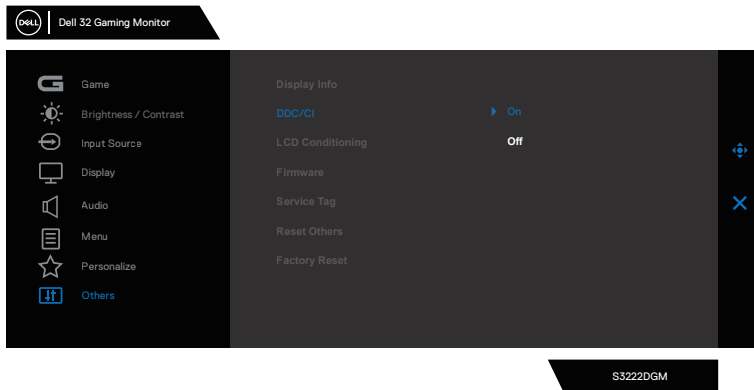 DELL Dell 32 Gaming Monitor
Game
Brightness / Contrast
Input Source
Display
Audio
Menu
Personalize
Others
Display Info
DDC/CI On
LCD Conditioning Off
Firmware
Service Tag
Reset Others
Factory Reset
S3222DGM